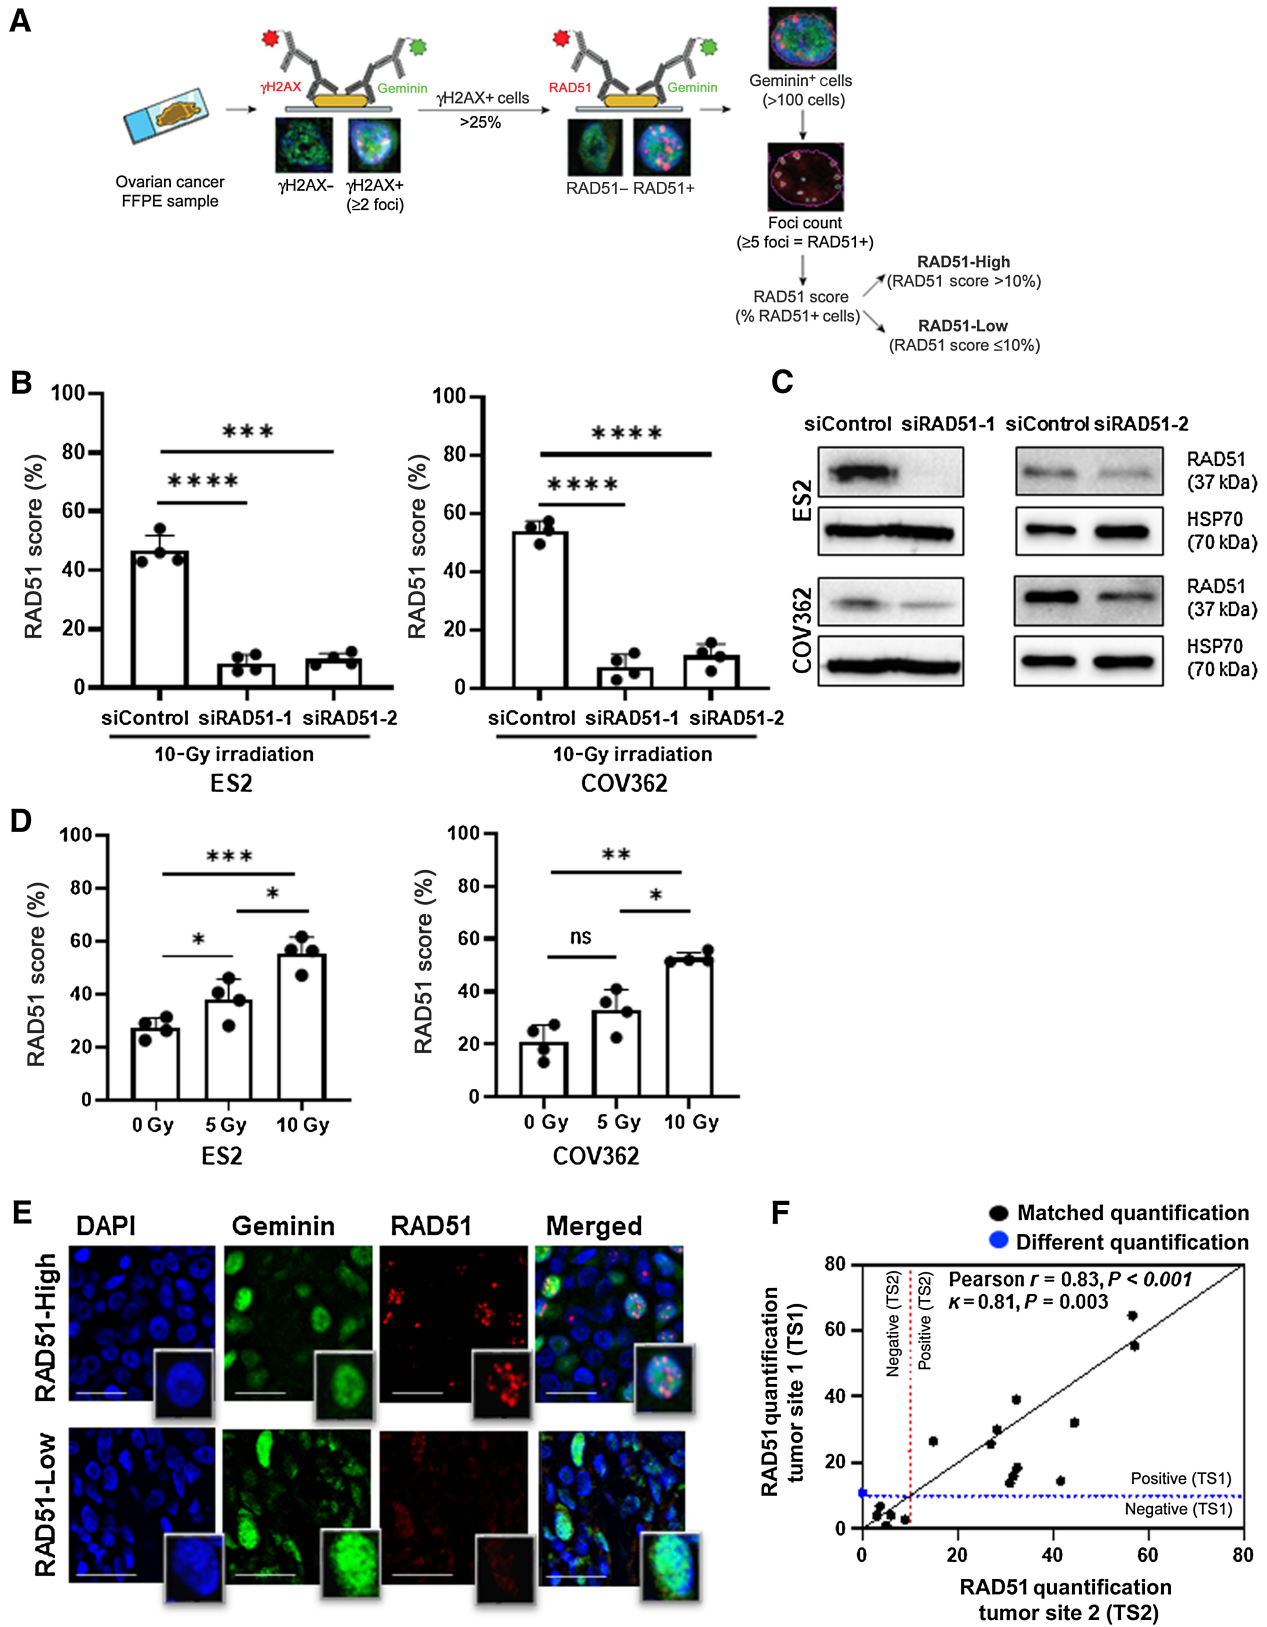 A
γH2AX
Geminin
γH2AX+ cells
>25%
RAD51
Geminin
Geminin⁺ cells
(>100 cells)
Ovarian cancer
FFPE sample
γH2AX– γH2AX+
(≥2 foci)
RAD51– RAD51+
Foci count
(≥5 foci = RAD51+)
RAD51 score
(% RAD51+ cells)
RAD51-High
(RAD51 score >10%)
RAD51-Low
(RAD51 score ≤10%)
B
RAD51 score (%)
100
80
60
40
20
0
***
****
siControl siRAD51-1 siRAD51-2
10-Gy irradiation
ES2
RAD51 score (%)
100
80
60
40
20
0
****
****
siControl siRAD51-1 siRAD51-2
10-Gy irradiation
COV362
C
siControl siRAD51-1 siControl siRAD51-2
ES2
RAD51
(37 kDa)
HSP70
(70 kDa)
COV362
RAD51
(37 kDa)
HSP70
(70 kDa)
D
RAD51 score (%)
100
80
60
40
20
0
***
*
*
0 Gy 5 Gy 10 Gy
ES2
RAD51 score (%)
100
80
60
40
20
0
**
*
ns
0 Gy 5 Gy 10 Gy
COV362
E
DAPI Geminin RAD51 Merged
RAD51-High
RAD51-Low
F
Matched quantification
Different quantification
Pearson r = 0.83, P < 0.001
κ = 0.81, P = 0.003
Negative (TS2)
Positive (TS2)
Positive (TS1)
Negative (TS1)
RAD51 quantification
tumor site 1 (TS1)
80
60
40
20
0
0 20 40 60 80
RAD51 quantification
tumor site 2 (TS2)